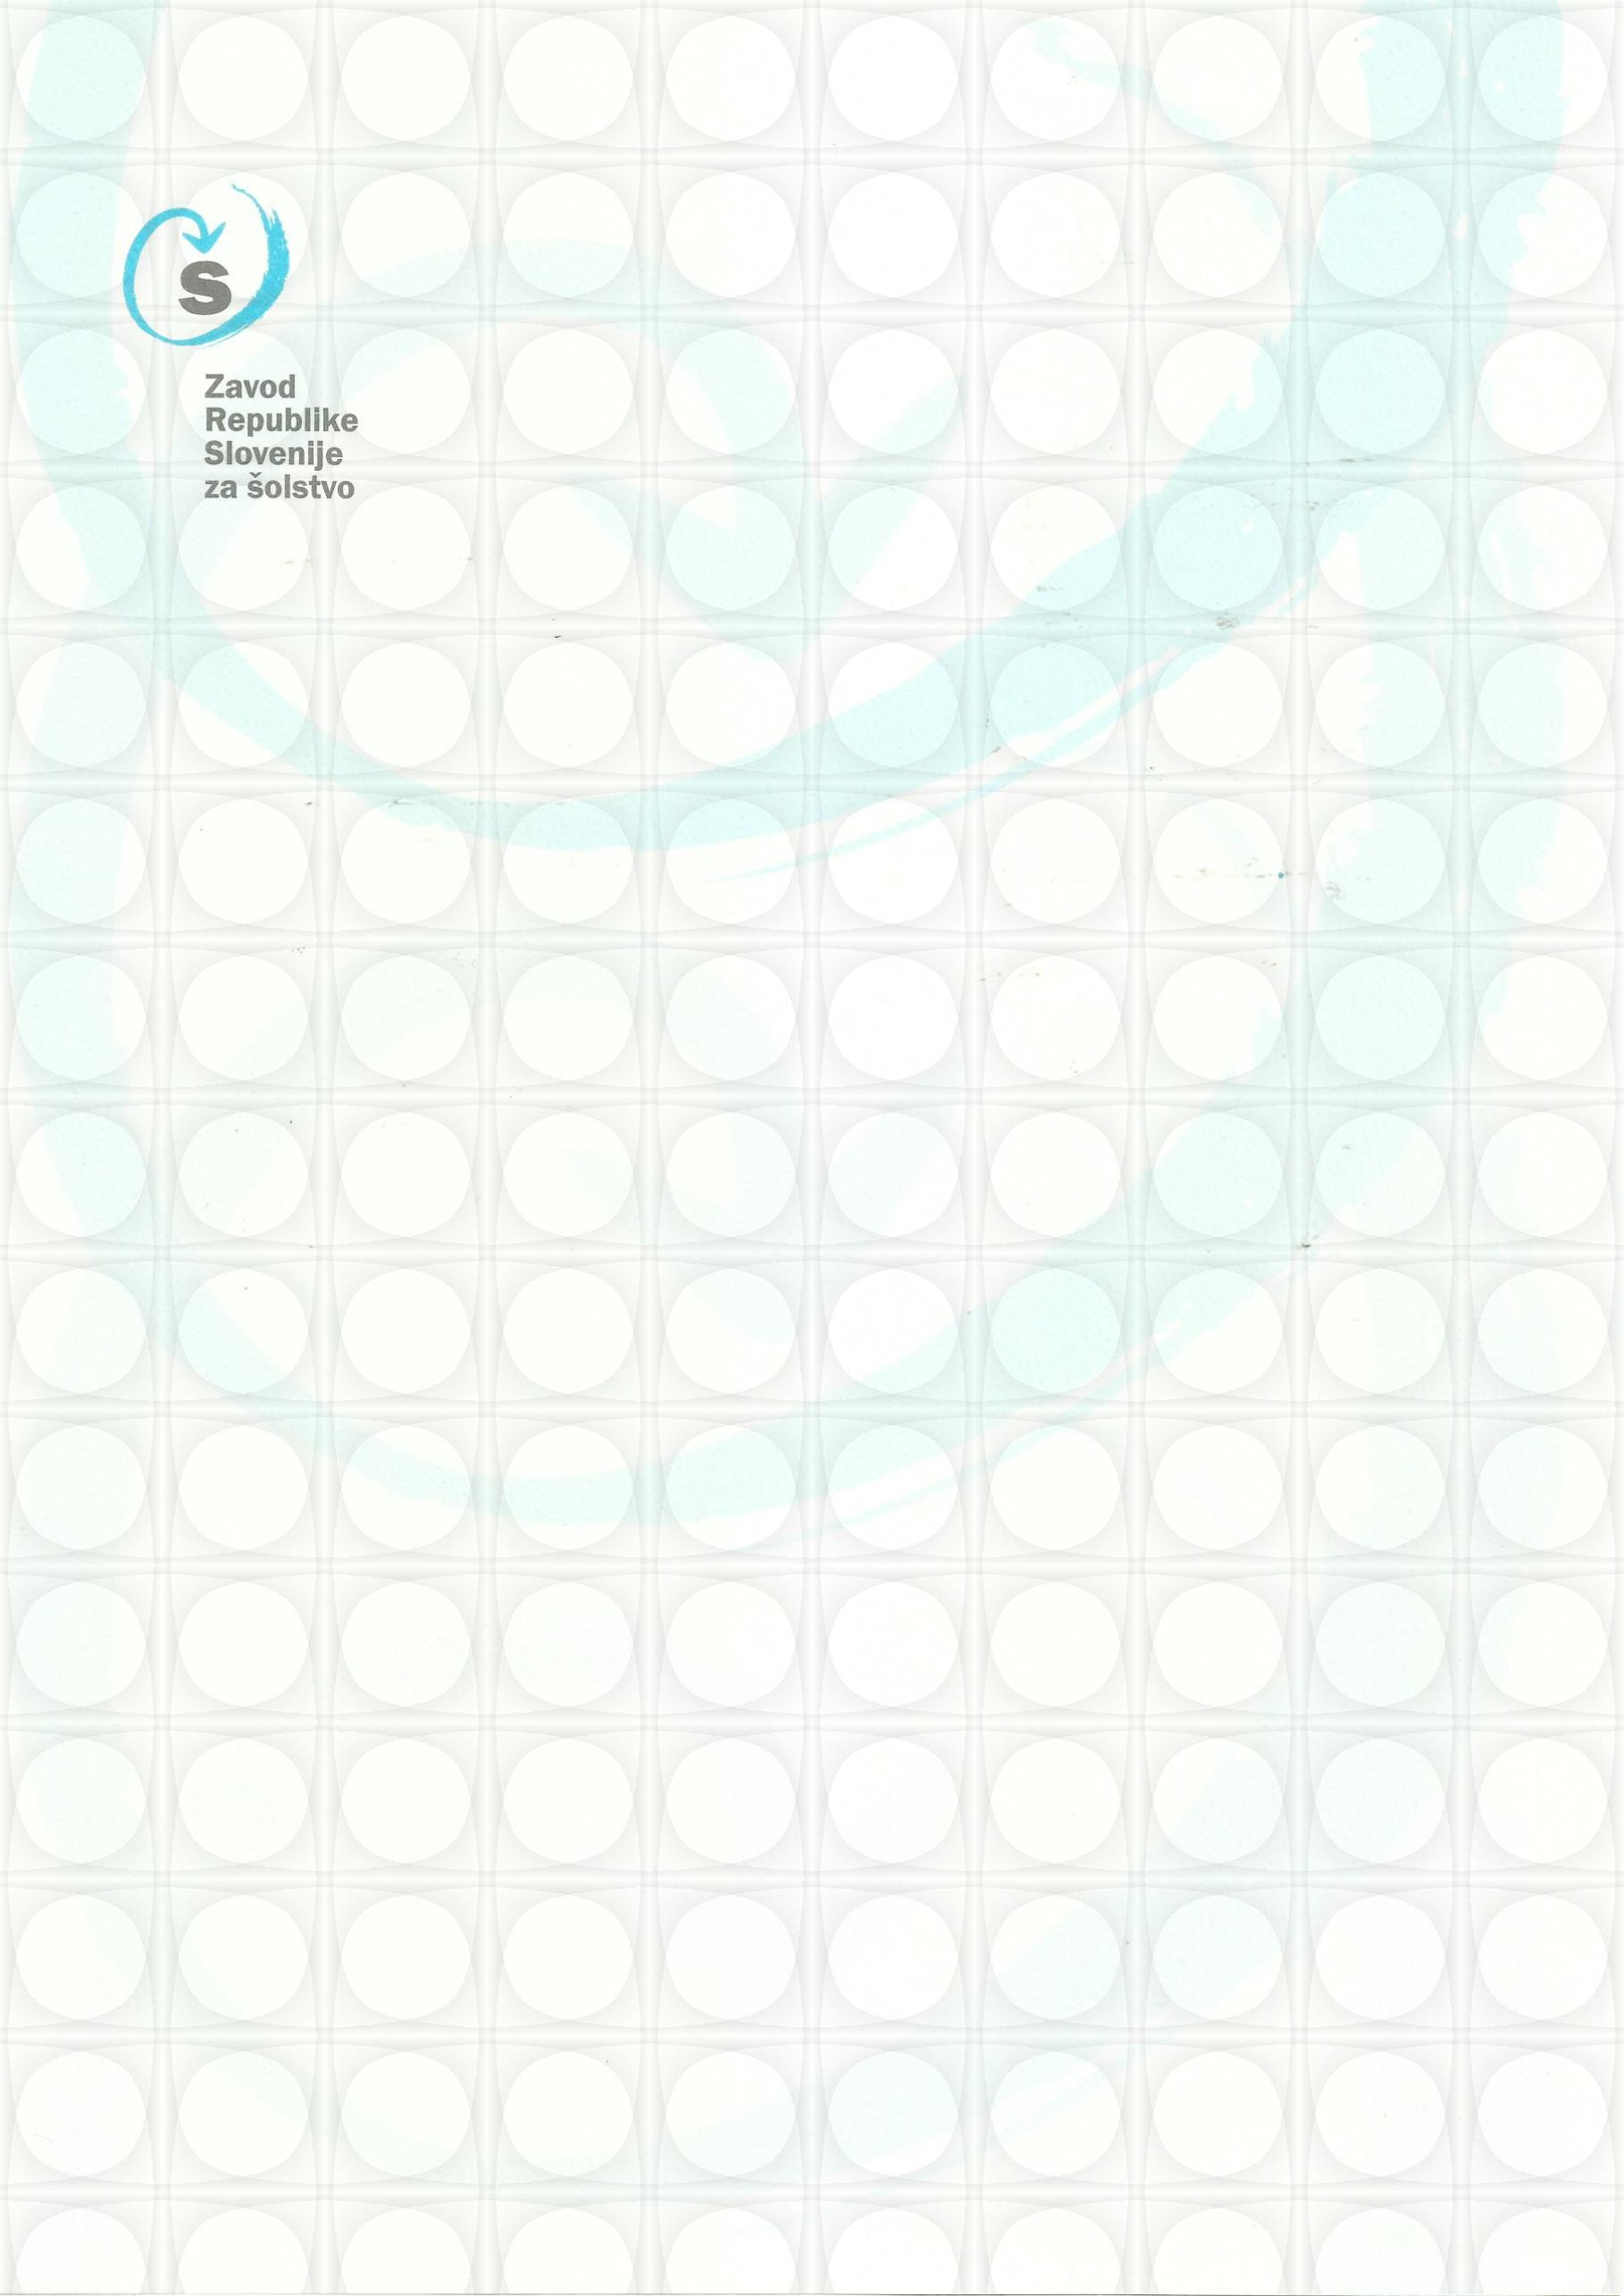 š
Zavod
Republike
Slovenije
za šolstvo